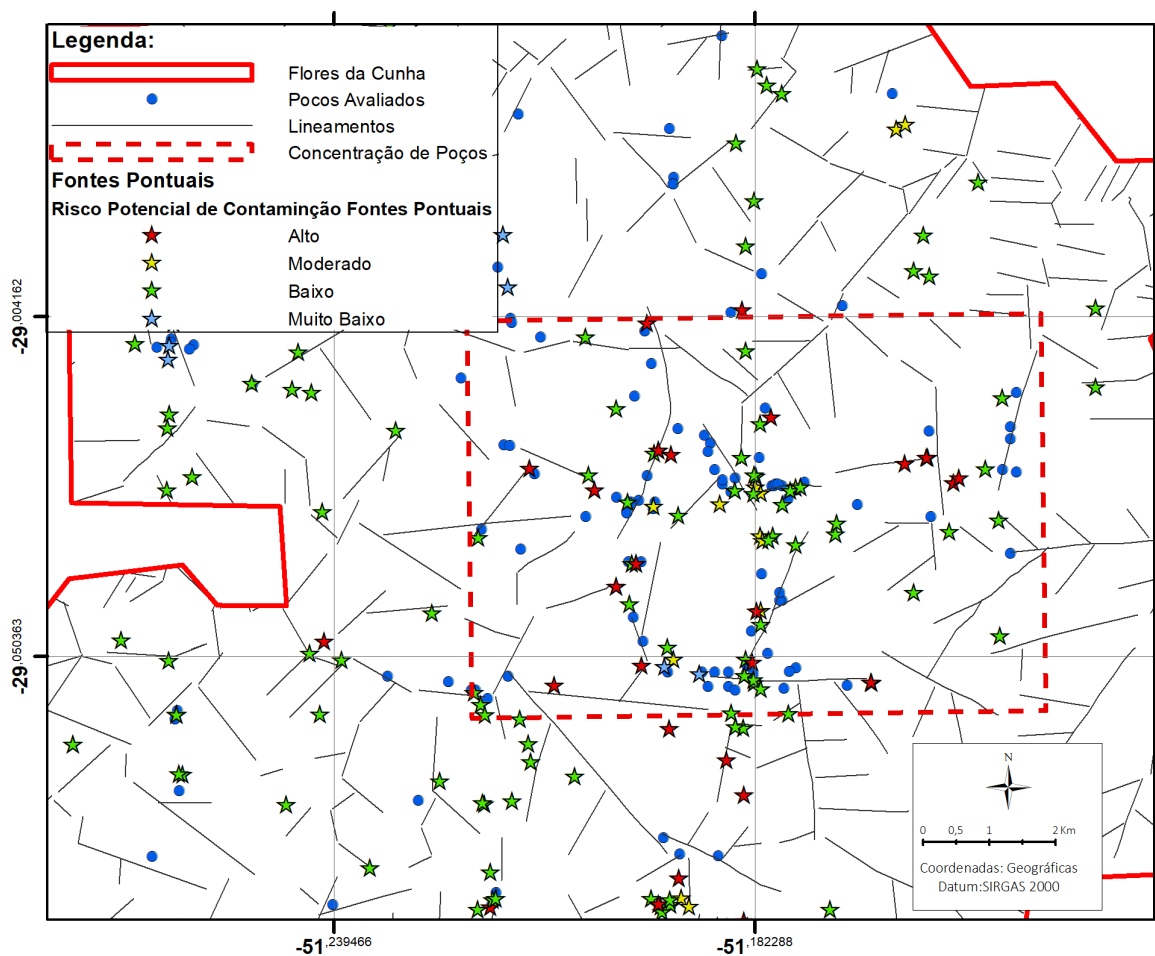 Legenda:
Flores da Cunha
Pocos Avaliados
Lineamentos
Concentração de Poços
Fontes Pontuais
Risco Potencial de Contaminção Fontes Pontuais
Alto
Moderado
Baixo
Muito Baixo
-29,004162
-29,050363
N
0 0,5 1 2 Km
Coordenadas: Geográficas
Datum:SIRGAS 2000
-51,239466
-51,182288